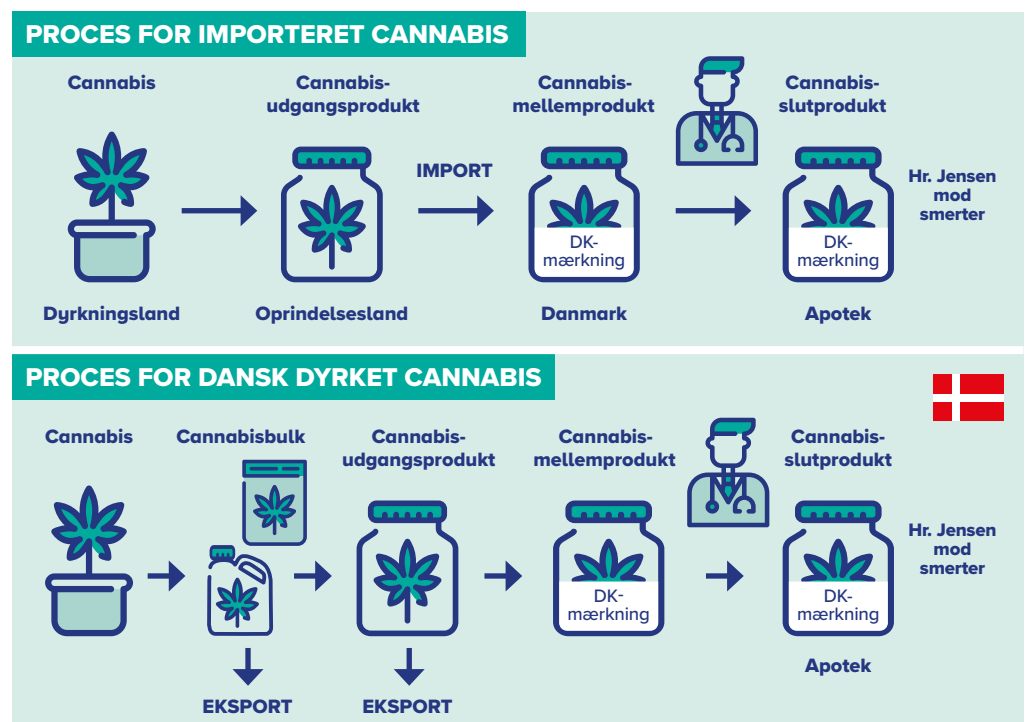 PROCES FOR IMPORTERET CANNABIS
Cannabis
Cannabis-
udgangsprodukt
Cannabis-
mellemprodukt
Cannabis-
slutprodukt
IMPORT
DK-
mærkning
DK-
mærkning
Hr. Jensen
mod
smerter
Dyrkningsland
Oprindelsesland
Danmark
Apotek
PROCES FOR DANSK DYRKET CANNABIS
Cannabis
Cannabisbulk
Cannabis-
udgangsprodukt
Cannabis-
mellemprodukt
Cannabis-
slutprodukt
DK-
mærkning
DK-
mærkning
Hr. Jensen
mod
smerter
Apotek
EKSPORT
EKSPORT